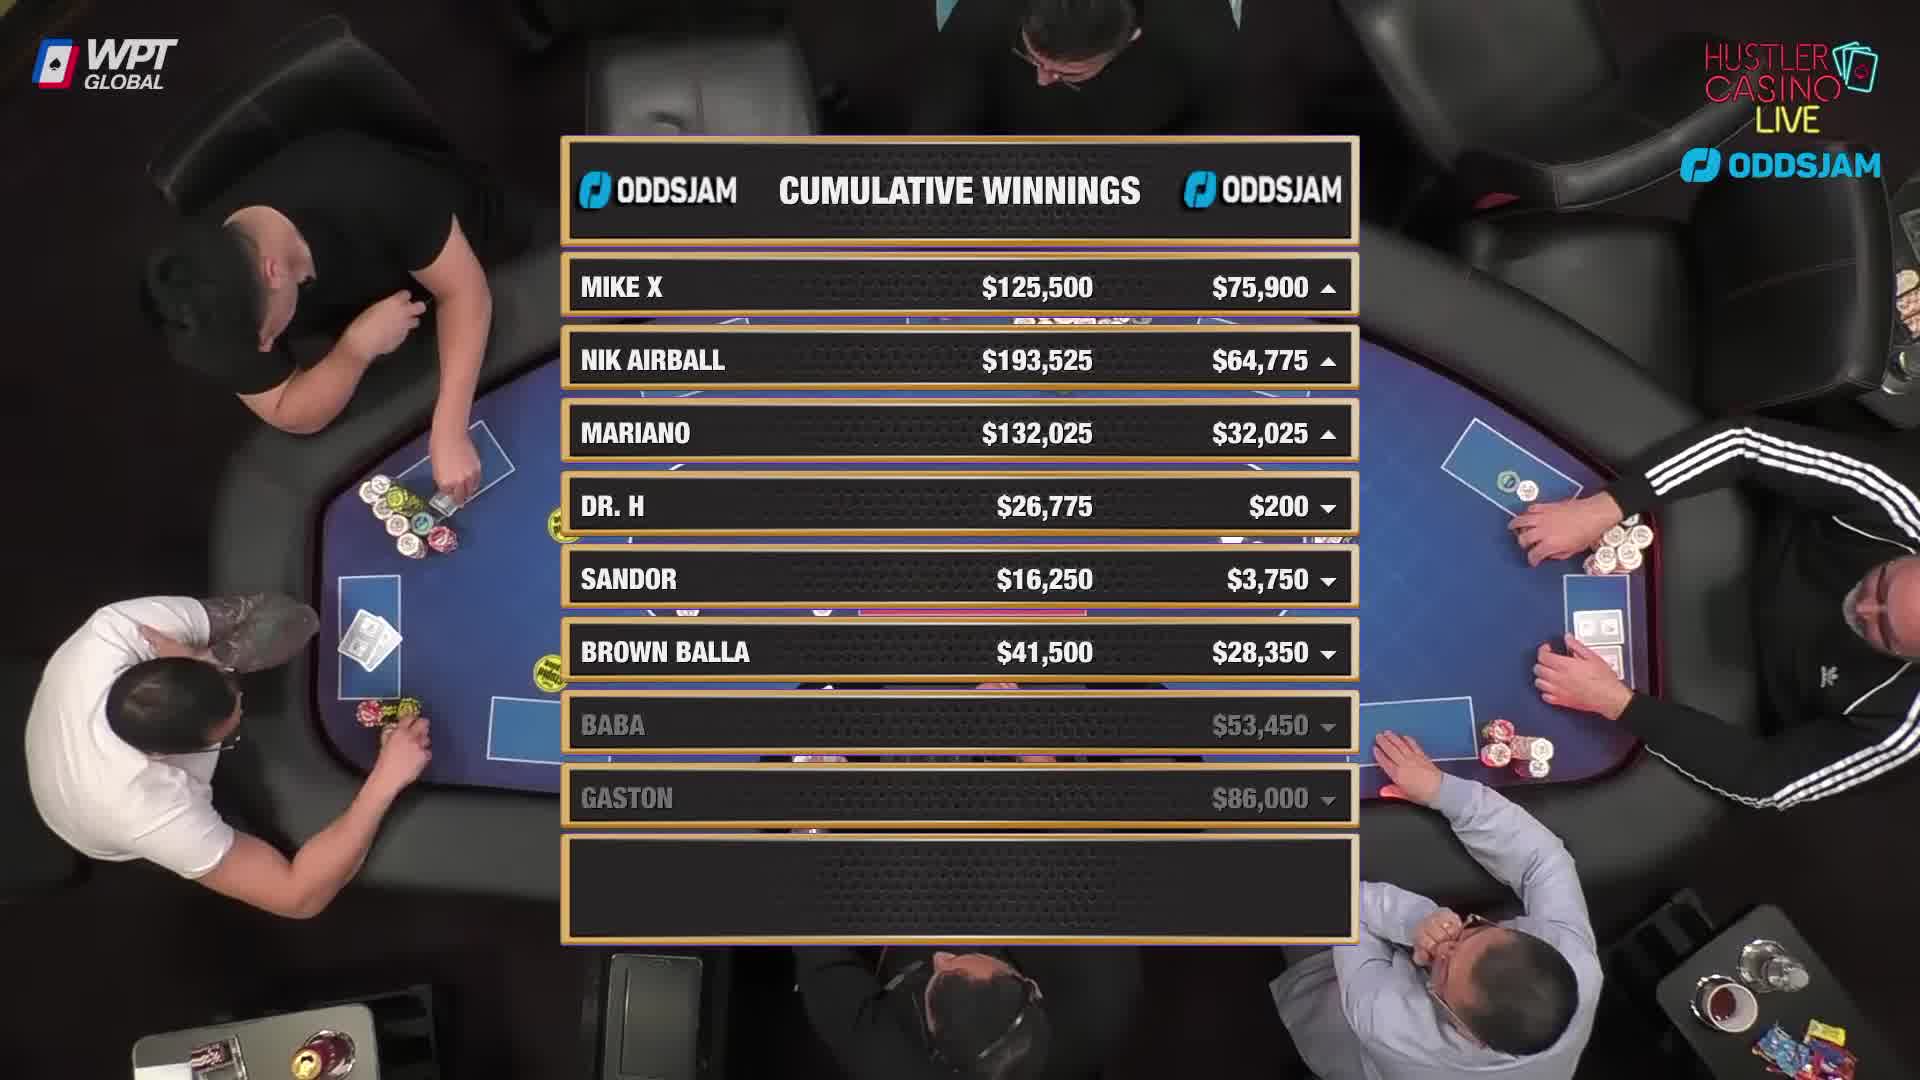 WPT
GLOBAL
HUSTLER
CASINO
LIVE
ODDSJAM
ODDSJAM CUMULATIVE WINNINGS ODDSJAM
MIKE X $125,500 $75,900
NIK AIRBALL $193,525 $64,775
MARIANO $132,025 $32,025
DR. H $26,775 $200
SANDOR $16,250 $3,750
BROWN BALLA $41,500 $28,350
BABA $53,450
GASTON $86,000